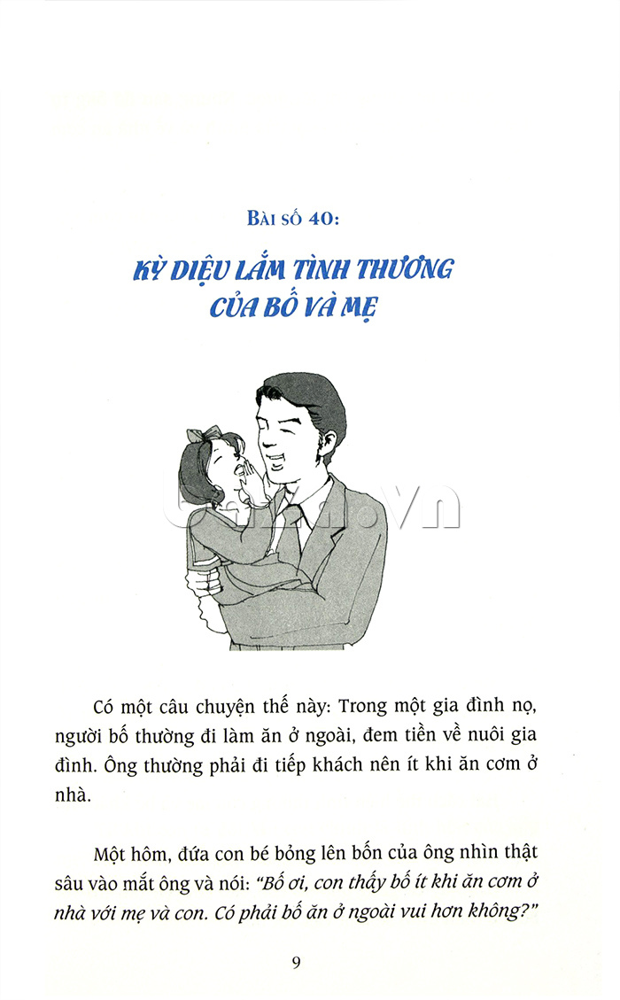 BÀI SỐ 40:
KỲ DIỆU LẮM TÌNH THƯƠNG
CỦA BỐ VÀ MẸ
Có một câu chuyện thế này: Trong một gia đình nọ,
người bố thường đi làm ăn ở ngoài, đem tiền về nuôi gia
đình. Ông thường phải đi tiếp khách nên ít khi ăn cơm ở
nhà.
Một hôm, đứa con bé bỏng lên bốn của ông nhìn thật
sâu vào mắt ông và nói: “Bố ơi, con thấy bố ít khi ăn cơm ở
nhà với mẹ và con. Có phải bố ăn ở ngoài vui hơn không?”
9